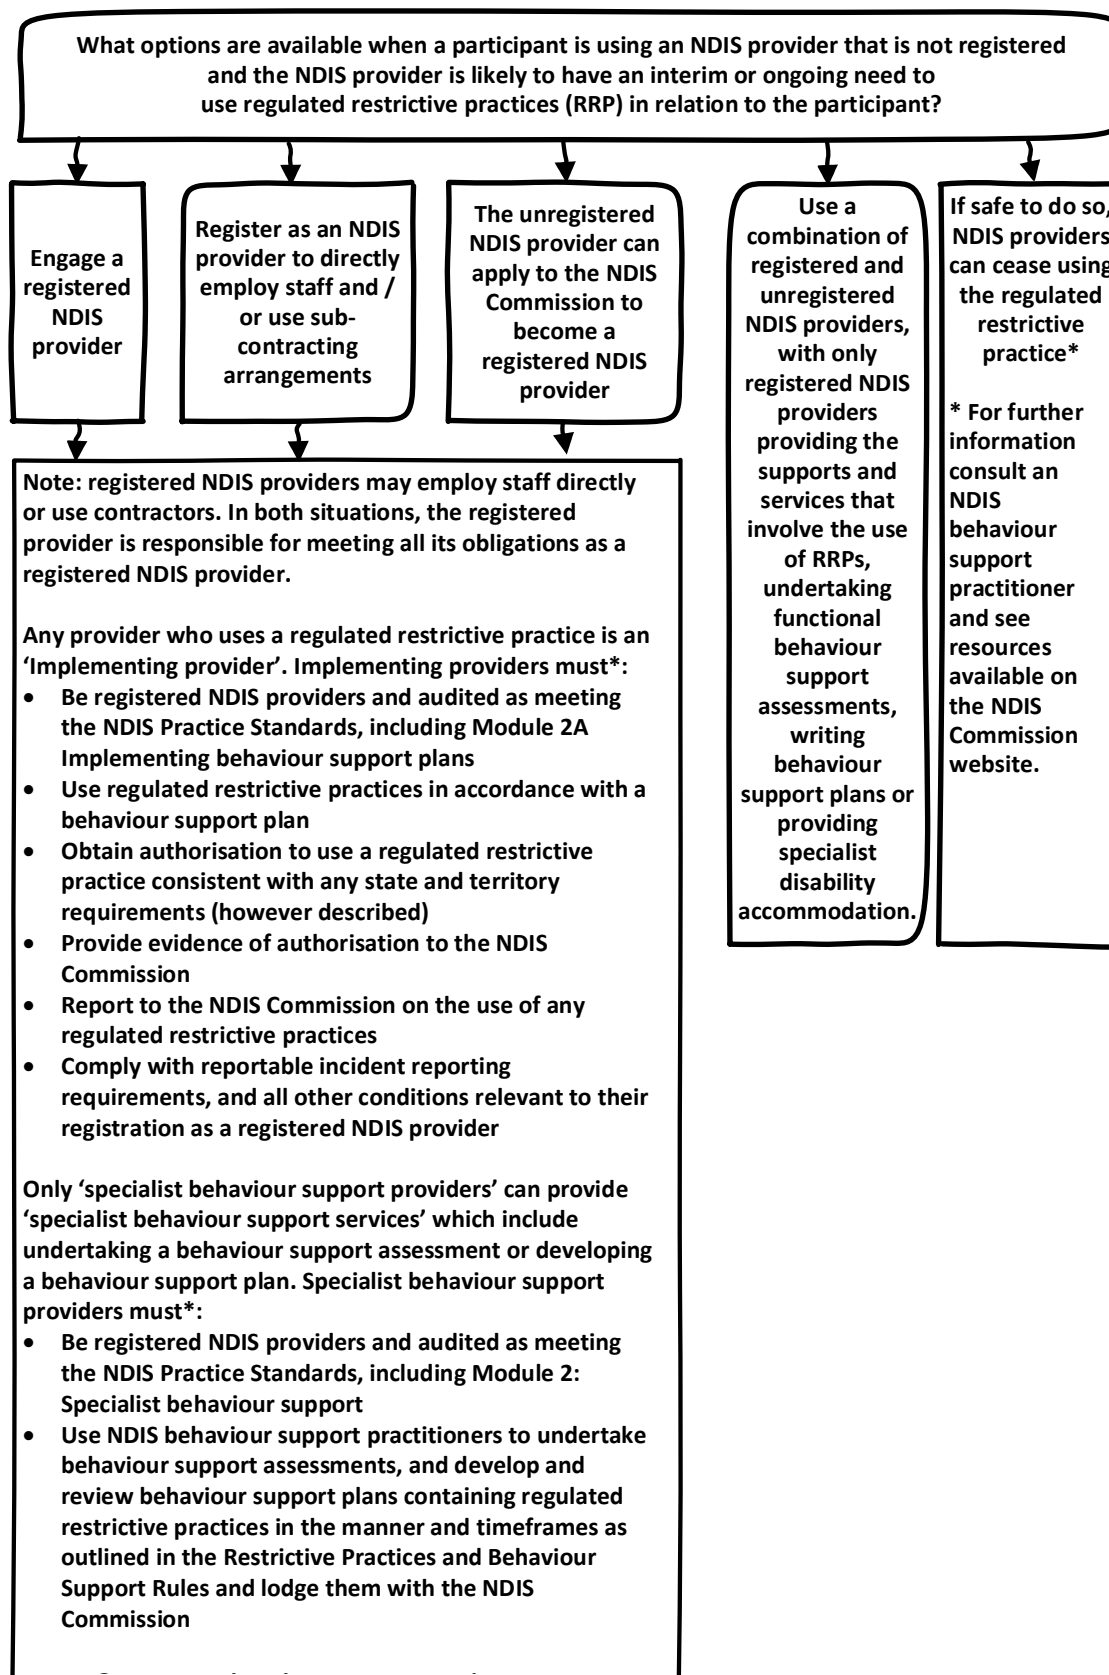 What options are available when a participant is using an NDIS provider that is not registered
and the NDIS provider is likely to have an interim or ongoing need to
use regulated restrictive practices (RRP) in relation to the participant?
Engage a
registered
NDIS
provider
Register as an NDIS
provider to directly
employ staff and /
or use sub-
contracting
arrangements
The unregistered
NDIS provider can
apply to the NDIS
Commission to
become a
registered NDIS
provider
Use a
combination of
registered and
unregistered
NDIS providers,
with only
registered NDIS
providers
providing the
supports and
services that
involve the use
of RRPs,
undertaking
functional
behaviour
support
assessments,
writing
behaviour
support plans or
providing
specialist
disability
accommodation.
If safe to do so,
NDIS providers
can cease using
the regulated
restrictive
practice*
* For further
information
consult an
NDIS
behaviour
support
practitioner
and see
resources
available on
the NDIS
Commission
website.
Note: registered NDIS providers may employ staff directly
or use contractors. In both situations, the registered
provider is responsible for meeting all its obligations as a
registered NDIS provider.
Any provider who uses a regulated restrictive practice is an
‘Implementing provider’. Implementing providers must*:
• Be registered NDIS providers and audited as meeting
the NDIS Practice Standards, including Module 2A
Implementing behaviour support plans
• Use regulated restrictive practices in accordance with a
behaviour support plan
• Obtain authorisation to use a regulated restrictive
practice consistent with any state and territory
requirements (however described)
• Provide evidence of authorisation to the NDIS
Commission
• Report to the NDIS Commission on the use of any
regulated restrictive practices
• Comply with reportable incident reporting
requirements, and all other conditions relevant to their
registration as a registered NDIS provider
Only ‘specialist behaviour support providers’ can provide
‘specialist behaviour support services’ which include
undertaking a behaviour support assessment or developing
a behaviour support plan. Specialist behaviour support
providers must*:
• Be registered NDIS providers and audited as meeting
the NDIS Practice Standards, including Module 2:
Specialist behaviour support
• Use NDIS behaviour support practitioners to undertake
behaviour support assessments, and develop and
review behaviour support plans containing regulated
restrictive practices in the manner and timeframes as
outlined in the Restrictive Practices and Behaviour
Support Rules and lodge them with the NDIS
Commission